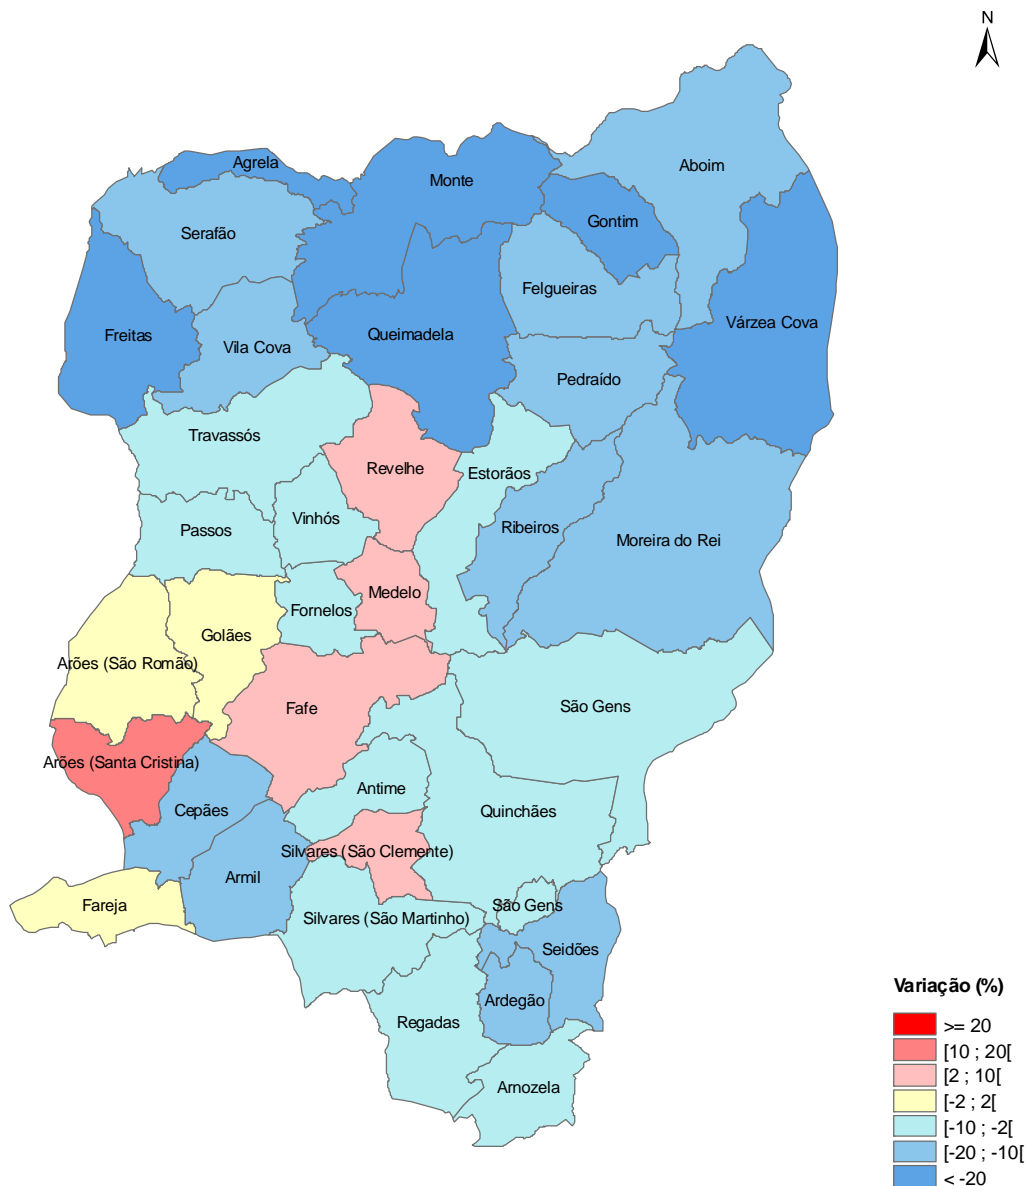 N
Aboim
Agrela
Monte
Gontim
Serafão
Felgueiras
Várzea Cova
Freitas
Vila Cova
Queimadela
Pedraído
Travassós
Revelhe
Estorãos
Vinhós
Passos
Ribeiros
Moreira do Rei
Medelo
Fornelos
Golães
Arões (São Romão)
Fafe
São Gens
Arões (Santa Cristina)
Antime
Cepães
Quinchães
Silvares (São Clemente)
Armil
Fareja
São Gens
Silvares (São Martinho)
Seidões
Ardegão
Regadas
Arnozela
Variação (%)
>= 20
[10 ; 20[
[2 ; 10[
[-2 ; 2[
[-10 ; -2[
[-20 ; -10[
< -20